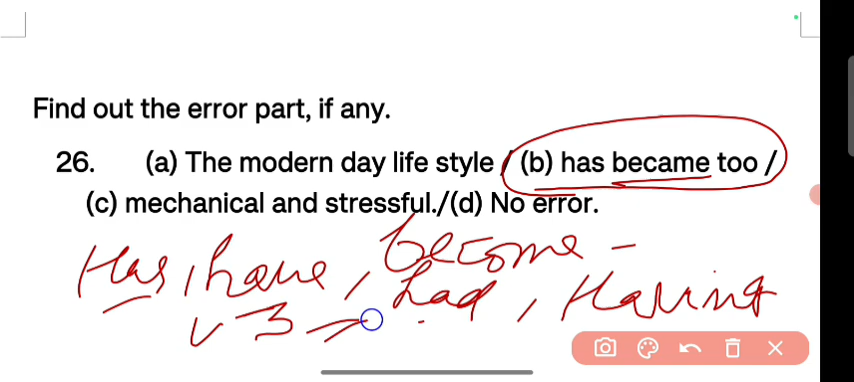 Find out the error part, if any.
26. (a) The modern day life style / (b) has became too /
(c) mechanical and stressful./(d) No error.
Has, have, become -
had, Having
V3